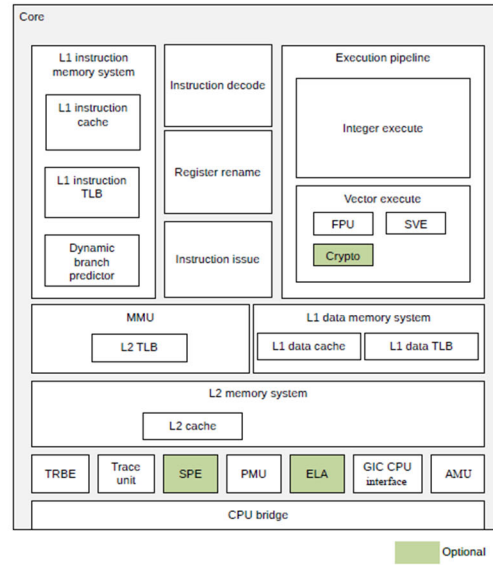 Core
L1 instruction
memory system
L1 instruction
cache
L1 instruction
TLB
Dynamic
branch
predictor
Instruction decode
Register rename
Instruction issue
Execution pipeline
Integer execute
Vector execute
FPU
SVE
Crypto
MMU
L2 TLB
L1 data memory system
L1 data cache
L1 data TLB
L2 memory system
L2 cache
TRBE
Trace
unit
SPE
PMU
ELA
GIC CPU
interface
AMU
CPU bridge
Optional